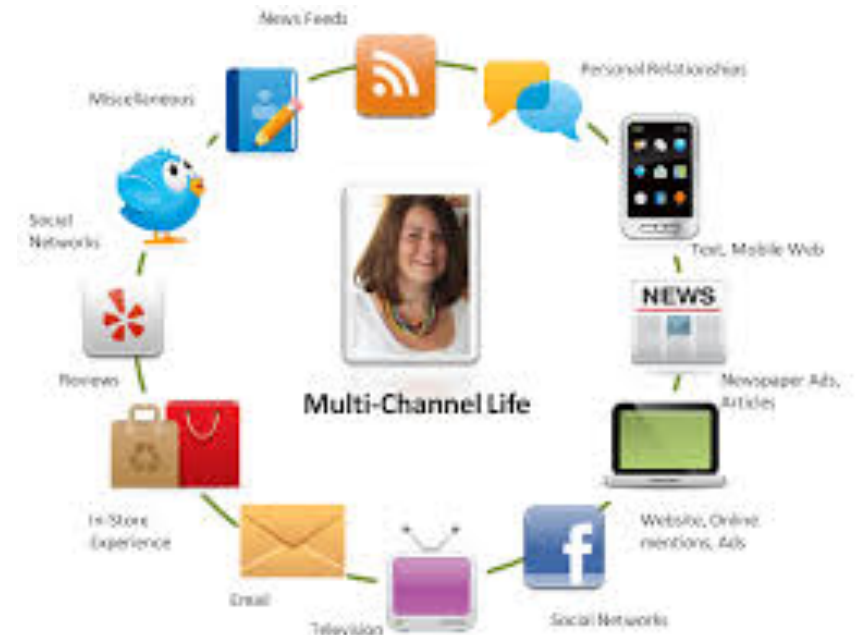 News Feeds
Personal Relationships
Miscellaneous
Social
Networks
Text, Mobile Web
NEWS
Reviews
Newspaper Ads,
Articles
Multi-Channel Life
In-Store
Experience
Website, Online
mentions, Ads
f
Email
Social Networks
Television